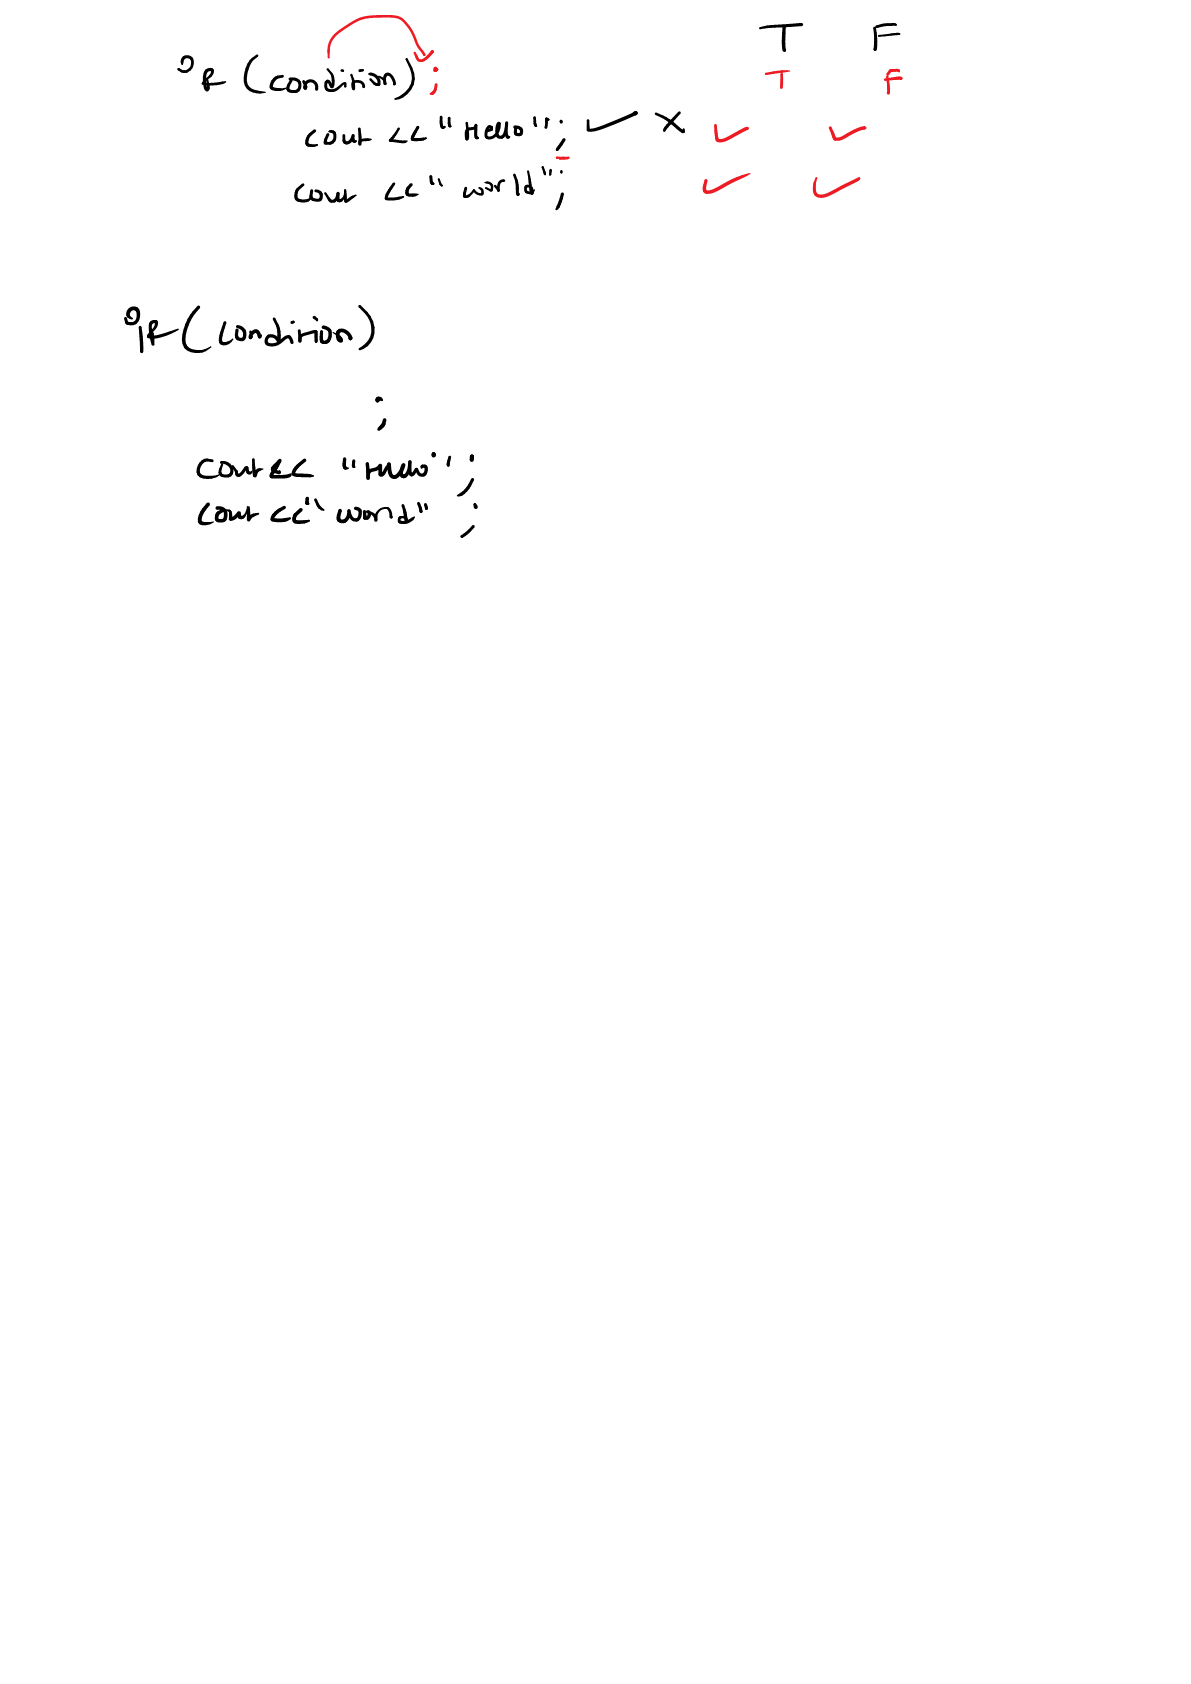 T F
if (condition) ; T F
cout << "Hello"; ✓ × ✓ ✓
cout << " world"; ✓ ✓
if (condition)
;
cout << "Hello";
cout << " world" ;